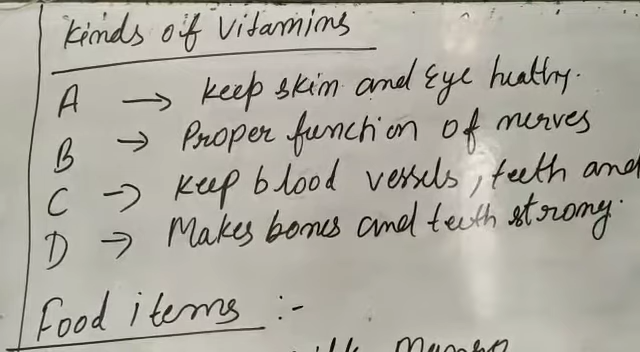 Kinds of Vitamins
A → Keep skin and Eye healthy.
B → Proper function of nerves
C → Keep blood vessels, teeth and
D → Makes bones and teeth strong.
Food items :-